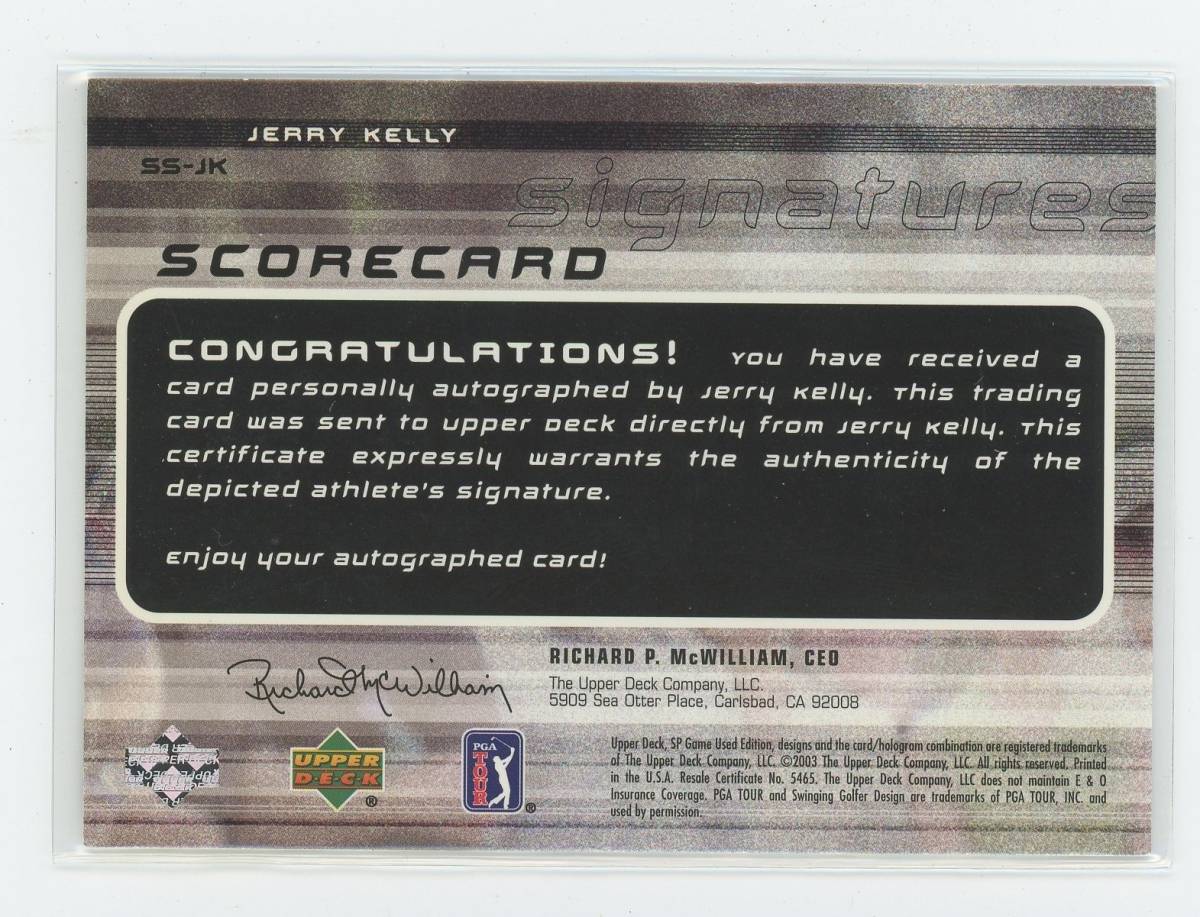 JERRY KELLY
SS-JK
signatures
SCORECARD
CONGRATULATIONS! You have received a
card personally autographed by Jerry Kelly. This trading
card was sent to Upper Deck directly from Jerry Kelly. This
certificate expressly warrants the authenticity of the
depicted athlete's signature.
Enjoy your autographed card!
Richard P. McWilliam
RICHARD P. McWILLIAM, CEO
The Upper Deck Company, LLC.
5909 Sea Otter Place, Carlsbad, CA 92008
UPPER
DECK
®
PGA
TOUR
®
Upper Deck, SP Game Used Edition, designs and the card/hologram combination are registered trademarks
of The Upper Deck Company, LLC. ©2003 The Upper Deck Company, LLC. All rights reserved. Printed
in the U.S.A. Resale Certificate No. 5465. The Upper Deck Company, LLC does not maintain E & O
Insurance Coverage. PGA TOUR and Swinging Golfer Design are trademarks of PGA TOUR, INC. and
used by permission.